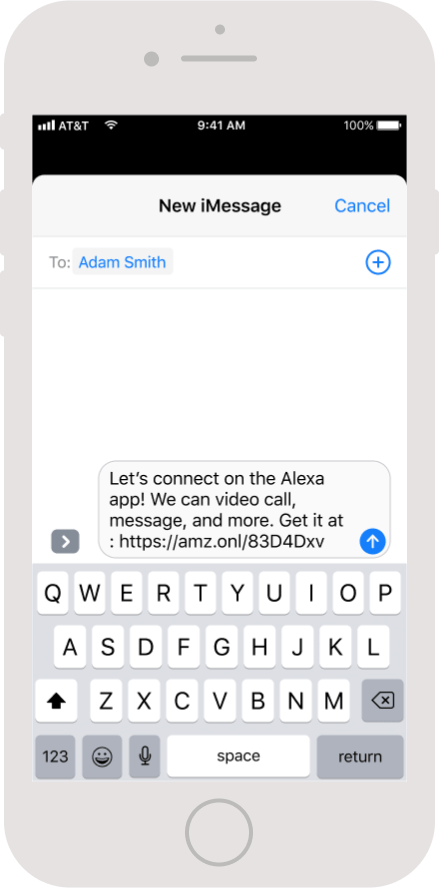 AT&T 9:41 AM 100%
New iMessage Cancel
To: Adam Smith
Let’s connect on the Alexa
app! We can video call,
message, and more. Get it at
: https://amz.onl/83D4Dxv
Q W E R T Y U I O P
A S D F G H J K L
Z X C V B N M
123 space return